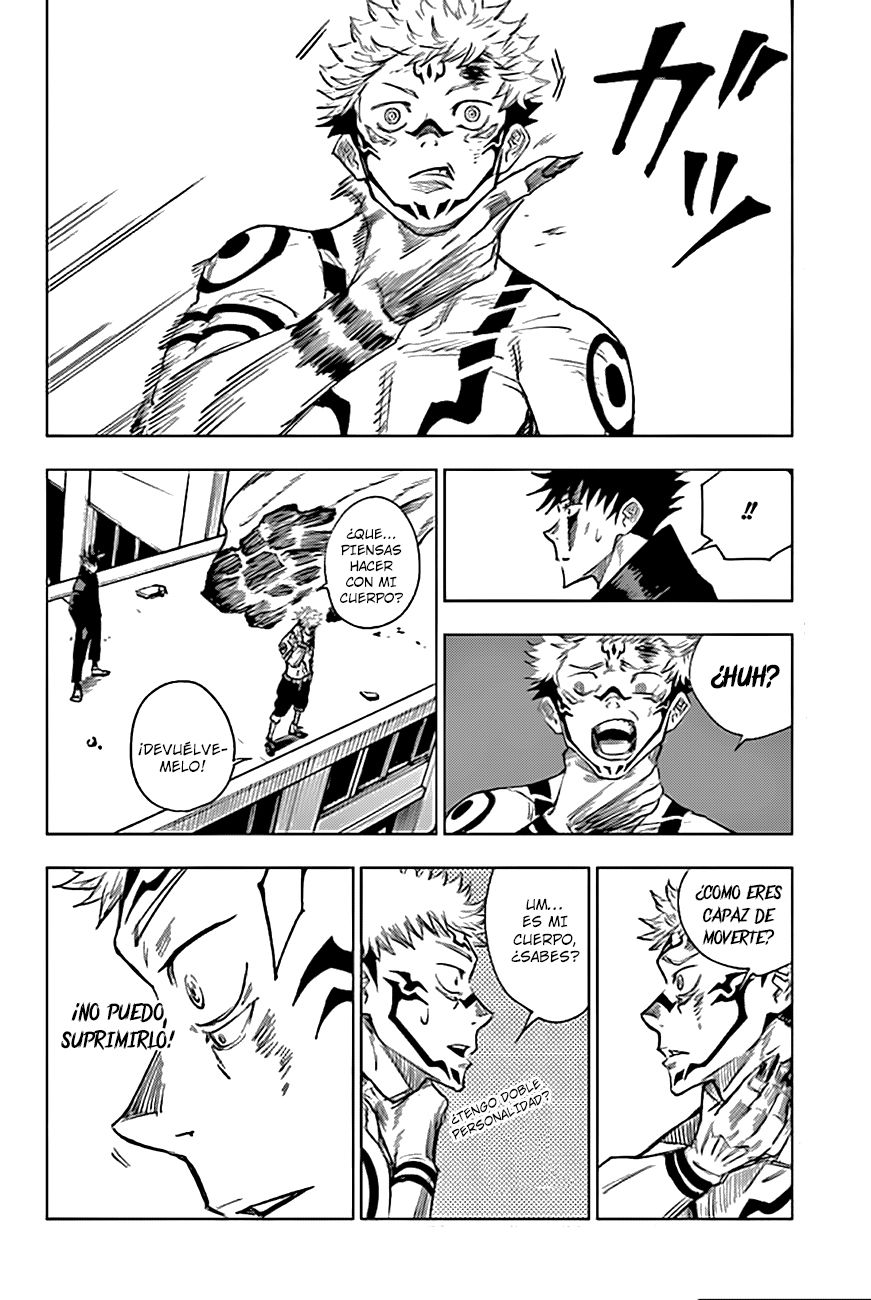 ガッ
!!
¿QUE...
PIENSAS
HACER
CON MI
CUERPO?
¡DEVUÉLVE-
MELO!
¿HUH?
¿COMO ERES
CAPAZ DE
MOVERTE?
UM...
ES MI
CUERPO,
¿SABES?
¿TENGO DOBLE
PERSONALIDAD?
¡NO PUEDO
SUPRIMIRLO!